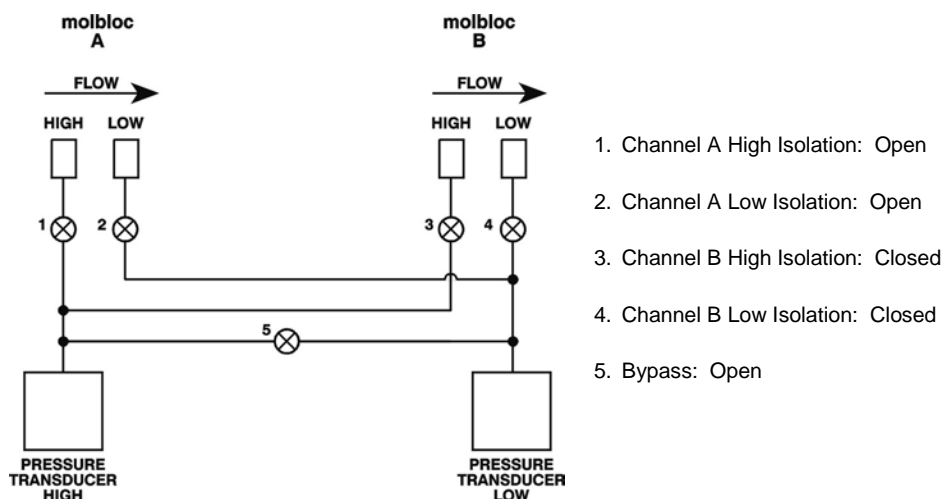 molbloc
A
molbloc
B
FLOW
FLOW
HIGH LOW
HIGH LOW
1
2
3
4
5
PRESSURE
TRANSDUCER
HIGH
PRESSURE
TRANSDUCER
LOW
1. Channel A High Isolation: Open
2. Channel A Low Isolation: Open
3. Channel B High Isolation: Closed
4. Channel B Low Isolation: Closed
5. Bypass: Open